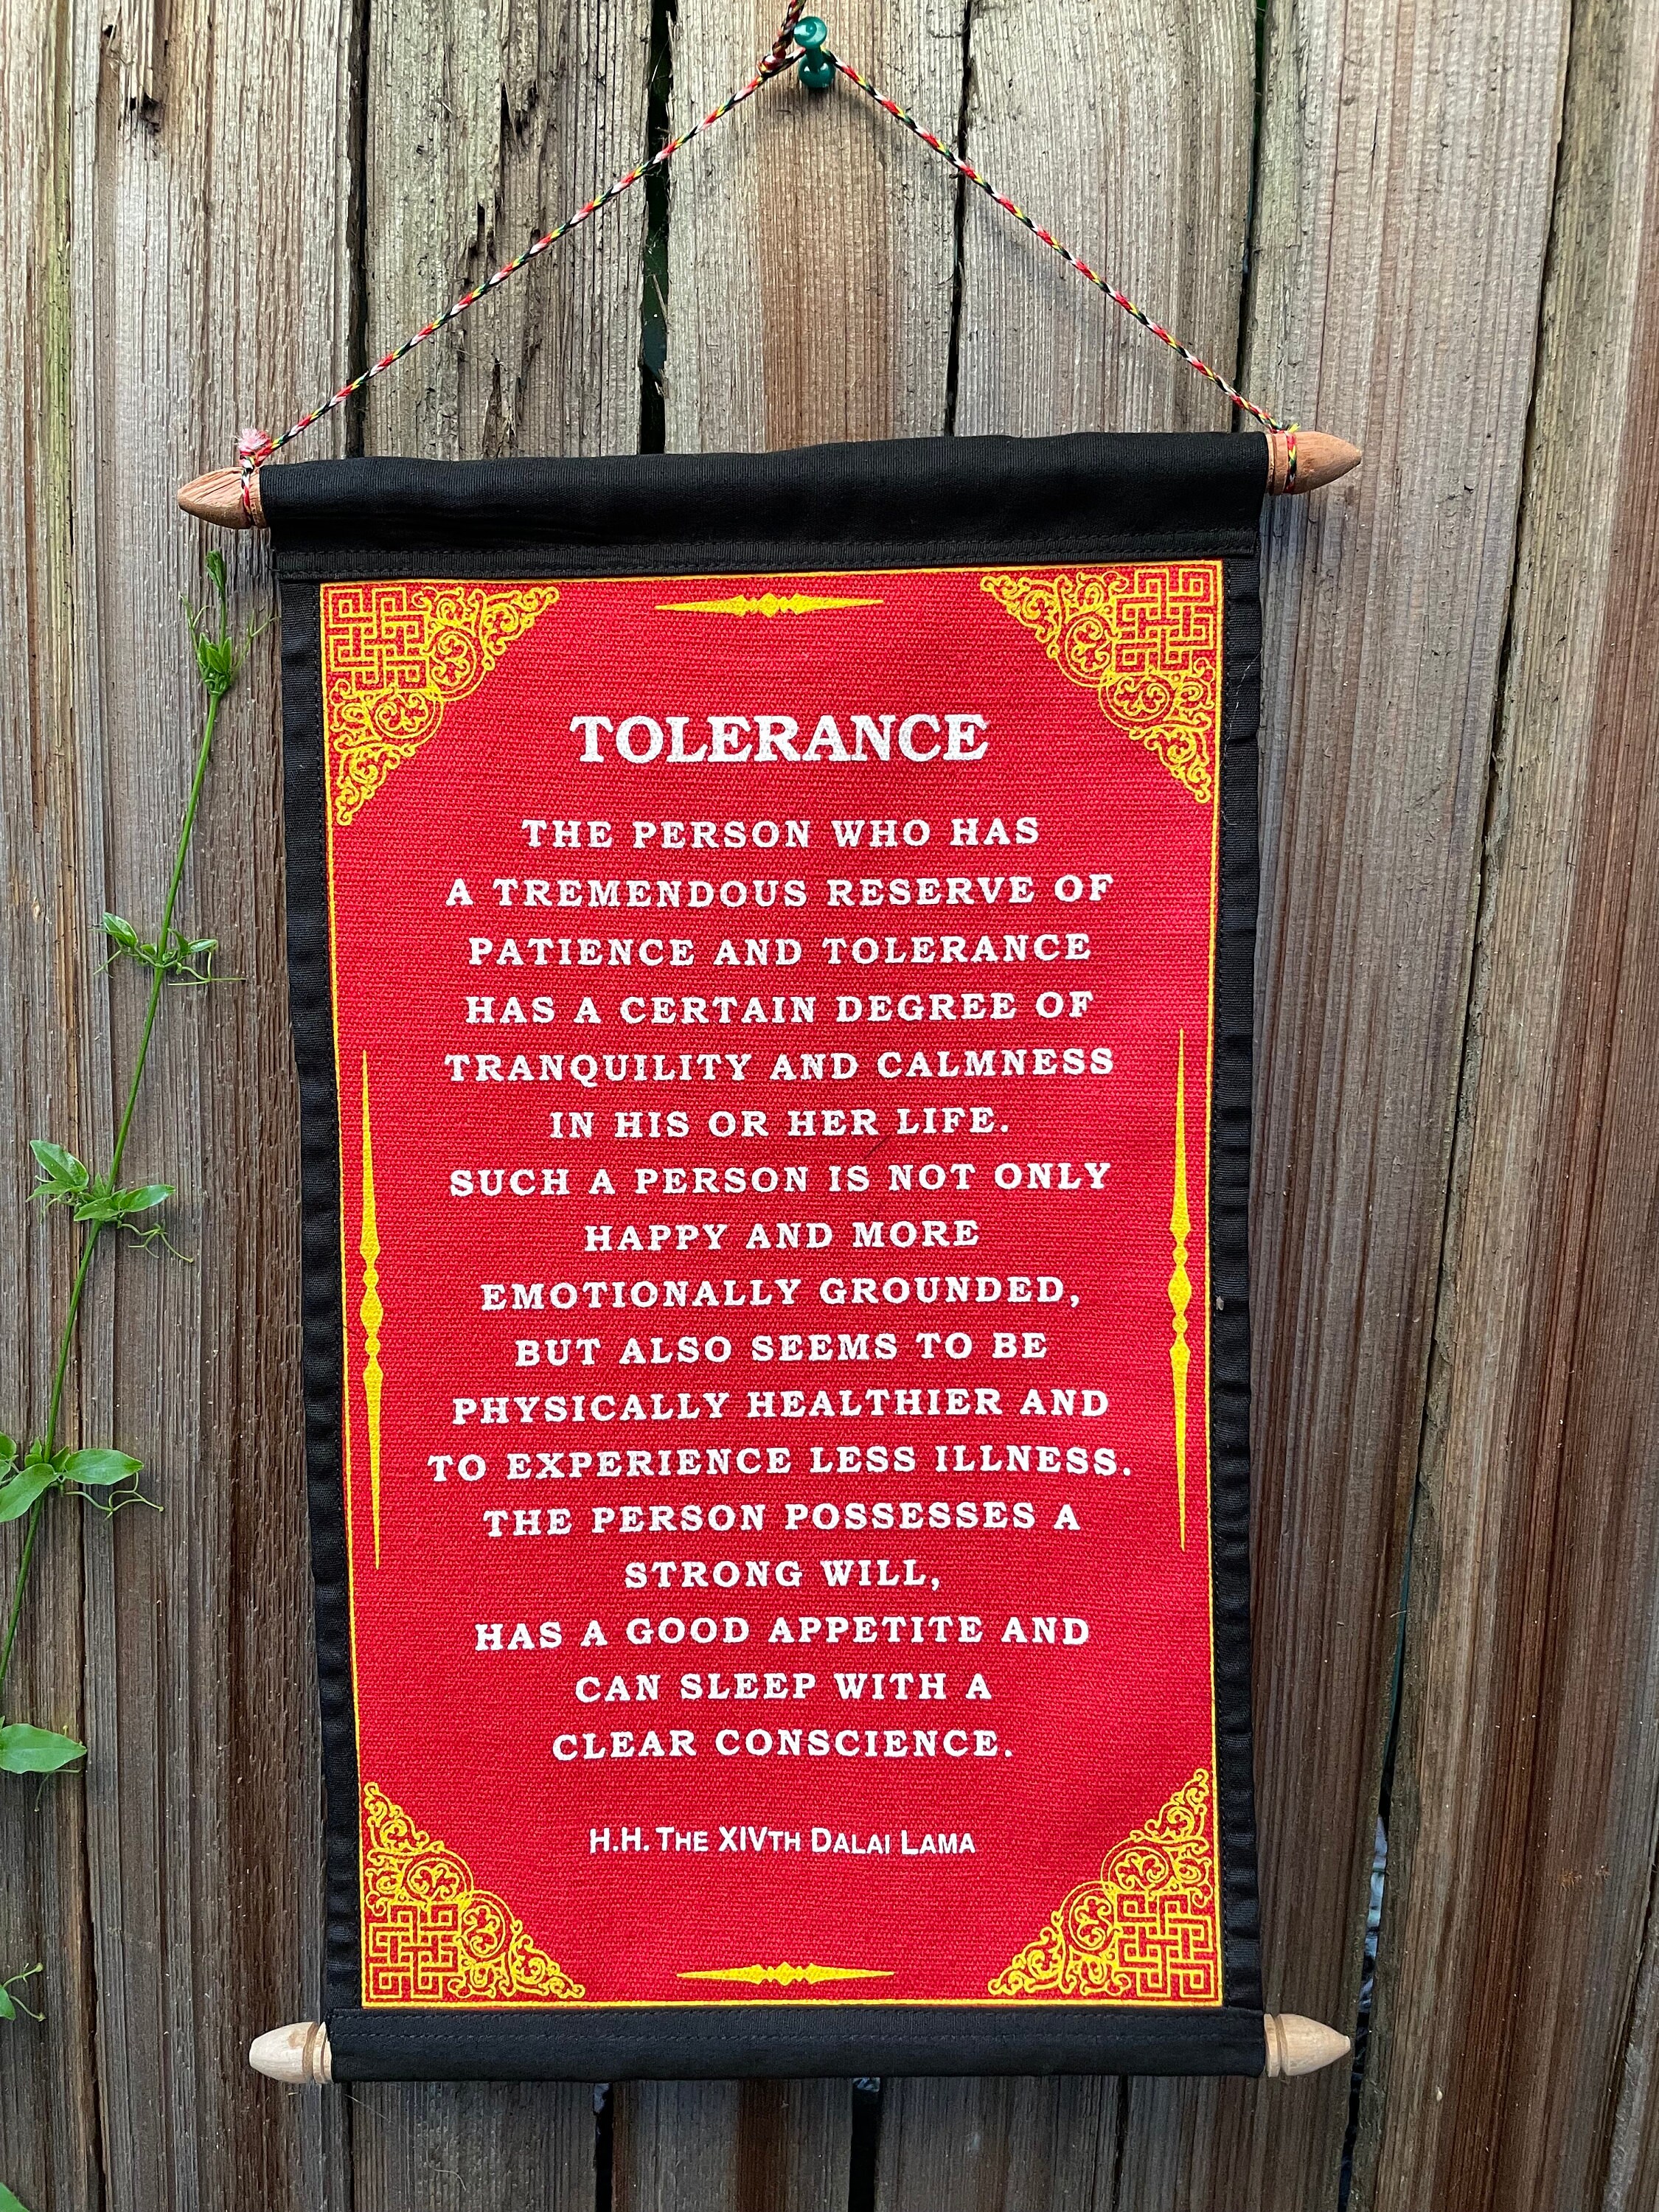 TOLERANCE
THE PERSON WHO HAS
A TREMENDOUS RESERVE OF
PATIENCE AND TOLERANCE
HAS A CERTAIN DEGREE OF
TRANQUILITY AND CALMNESS
IN HIS OR HER LIFE.
SUCH A PERSON IS NOT ONLY
HAPPY AND MORE
EMOTIONALLY GROUNDED,
BUT ALSO SEEMS TO BE
PHYSICALLY HEALTHIER AND
TO EXPERIENCE LESS ILLNESS.
THE PERSON POSSESSES A
STRONG WILL,
HAS A GOOD APPETITE AND
CAN SLEEP WITH A
CLEAR CONSCIENCE.
H.H. THE XIVTH DALAI LAMA